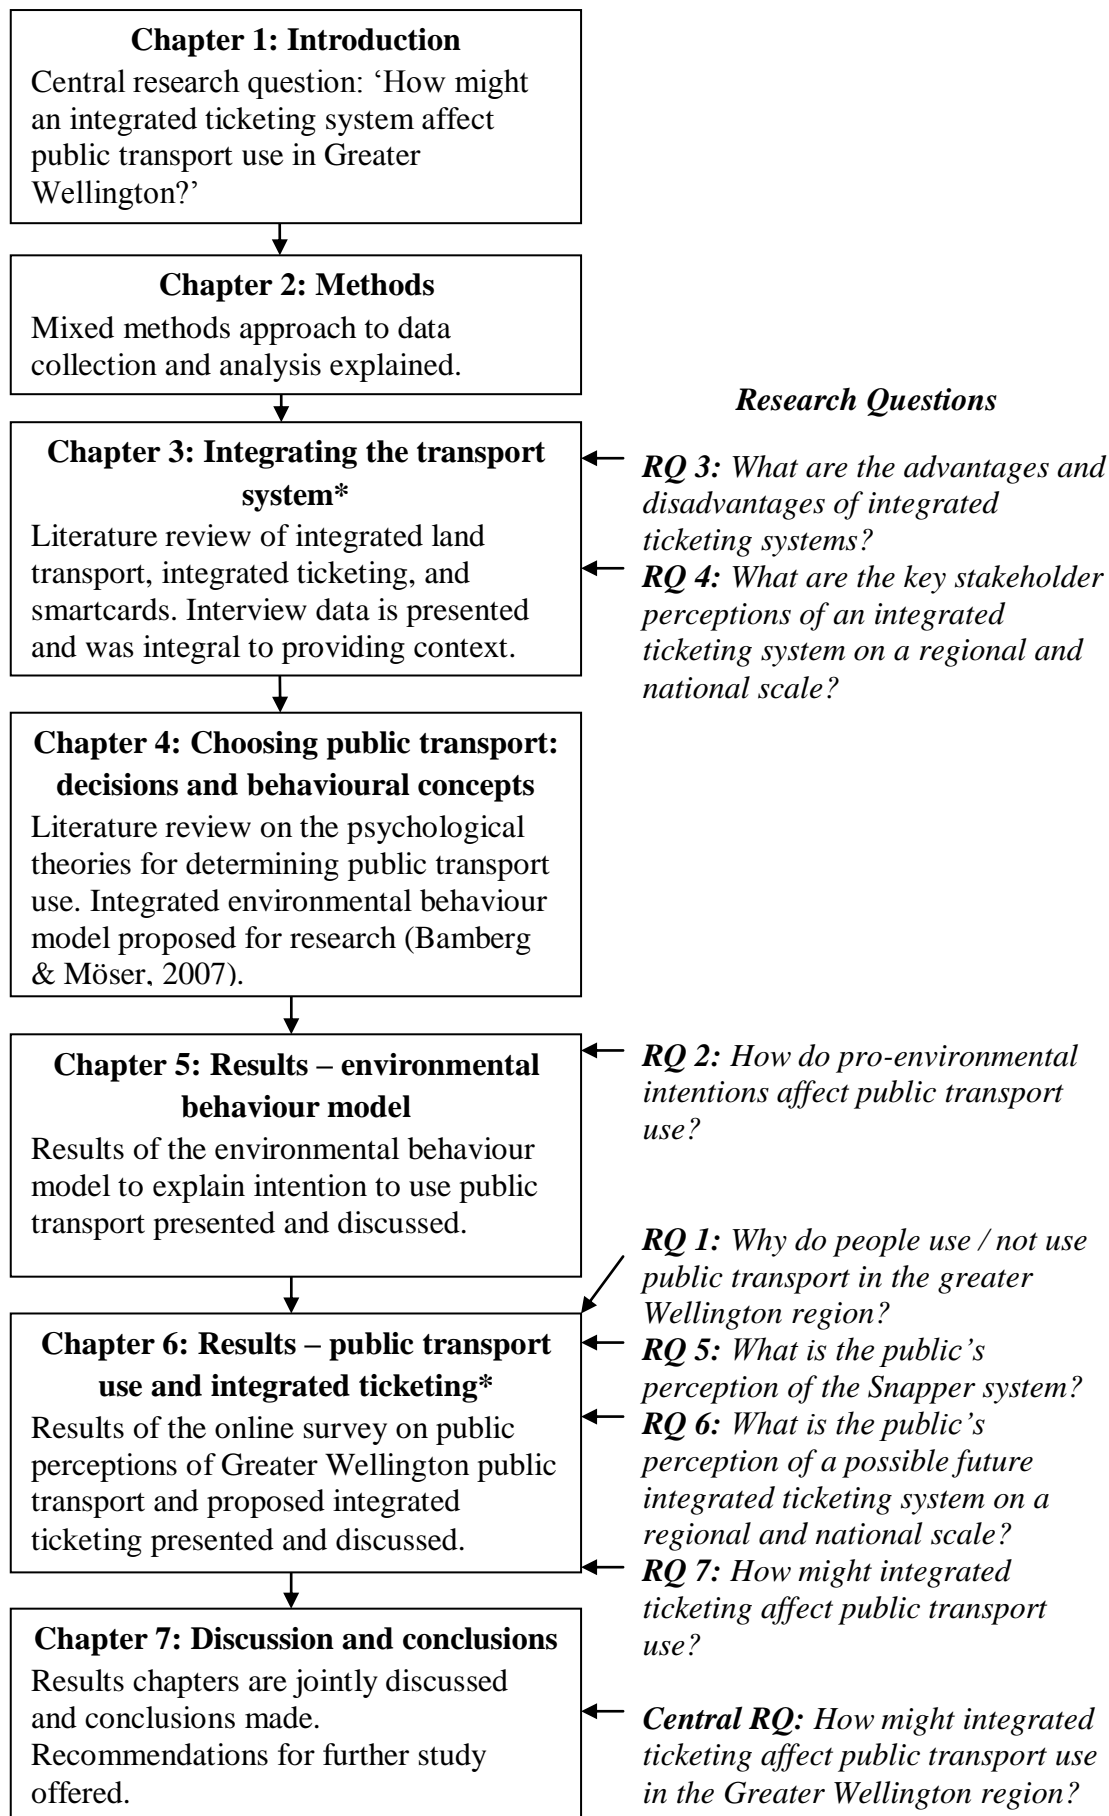 Chapter 1: Introduction
Central research question: ‘How might
an integrated ticketing system affect
public transport use in Greater
Wellington?’
Chapter 2: Methods
Mixed methods approach to data
collection and analysis explained.
Research Questions
Chapter 3: Integrating the transport
system*
Literature review of integrated land
transport, integrated ticketing, and
smartcards. Interview data is presented
and was integral to providing context.
RQ 3: What are the advantages and
disadvantages of integrated
ticketing systems?
RQ 4: What are the key stakeholder
perceptions of an integrated
ticketing system on a regional and
national scale?
Chapter 4: Choosing public transport:
decisions and behavioural concepts
Literature review on the psychological
theories for determining public transport
use. Integrated environmental behaviour
model proposed for research (Bamberg
& Möser, 2007).
Chapter 5: Results – environmental
behaviour model
Results of the environmental behaviour
model to explain intention to use public
transport presented and discussed.
RQ 2: How do pro-environmental
intentions affect public transport
use?
RQ 1: Why do people use / not use
public transport in the greater
Wellington region?
Chapter 6: Results – public transport
use and integrated ticketing*
Results of the online survey on public
perceptions of Greater Wellington public
transport and proposed integrated
ticketing presented and discussed.
RQ 5: What is the public’s
perception of the Snapper system?
RQ 6: What is the public’s
perception of a possible future
integrated ticketing system on a
regional and national scale?
RQ 7: How might integrated
ticketing affect public transport
use?
Chapter 7: Discussion and conclusions
Results chapters are jointly discussed
and conclusions made.
Recommendations for further study
offered.
Central RQ: How might integrated
ticketing affect public transport use
in the Greater Wellington region?